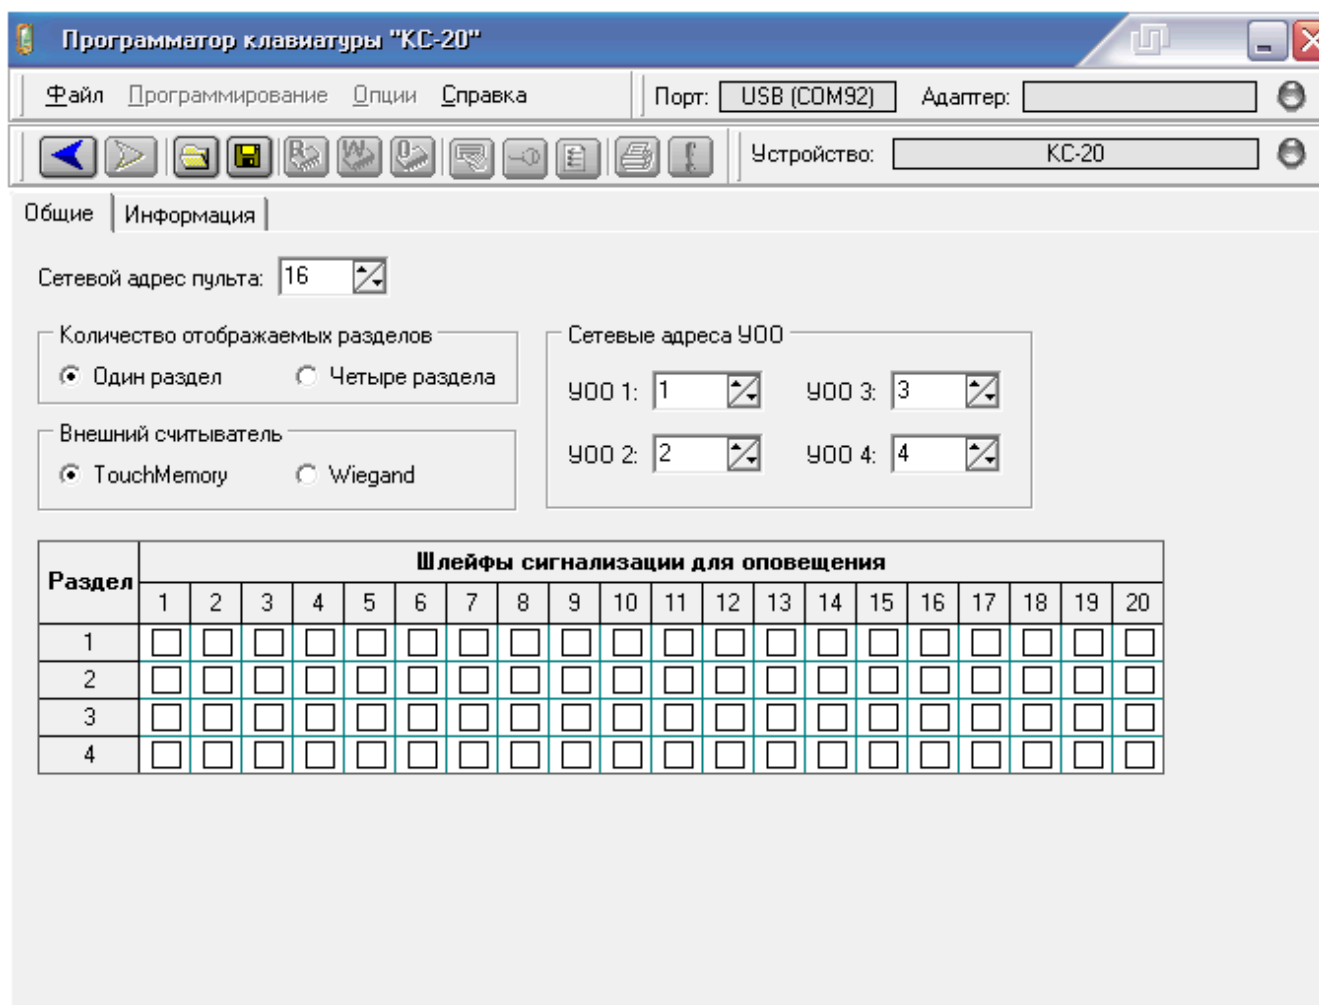 Программатор клавиатуры "КС-20"
Файл Программирование Опции Справка Порт: USB (COM92) Адаптер:
R W 0 Устройство: КС-20
Общие Информация
Сетевой адрес пульта: 16
Количество отображаемых разделов Сетевые адреса УОО
Один раздел Четыре раздела
УОО 1: 1 УОО 3: 3
Внешний считыватель
УОО 2: 2 УОО 4: 4
TouchMemory Wiegand
Раздел Шлейфы сигнализации для оповещения
1 2 3 4 5 6 7 8 9 10 11 12 13 14 15 16 17 18 19 20
1
2
3
4